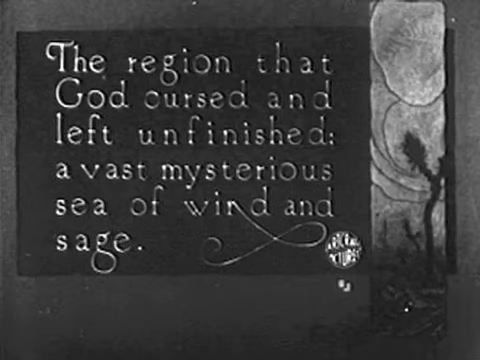 The region that
God cursed and
left unfinished:
a vast mysterious
sea of wind and
sage.